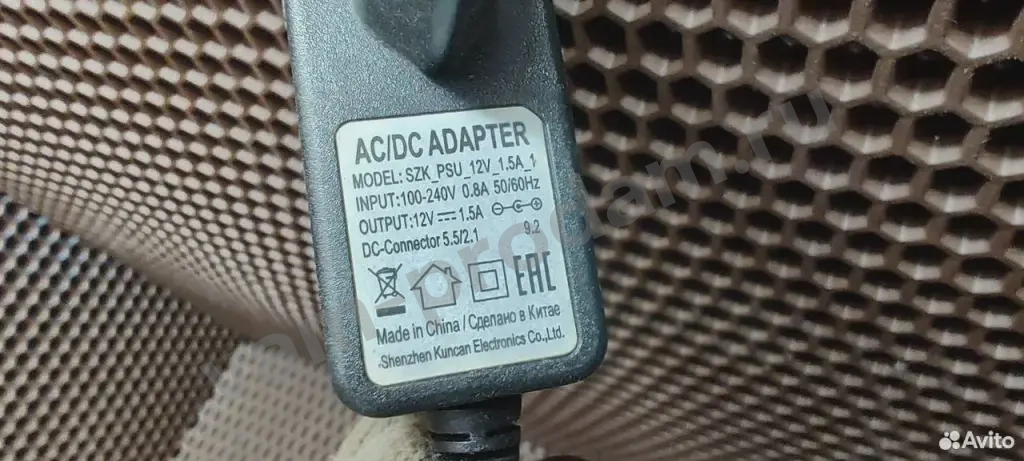 AC/DC ADAPTER
MODEL: SZK_PSU_12V_1.5A_1
INPUT:100-240V 0.8A 50/60Hz
OUTPUT:12V⎓1.5A
DC-Connector 5.5/2.1 9.2
EAC
Made in China / Сделано в Китае
Shenzhen Kuncan Electronics Co.,Ltd.
Avito